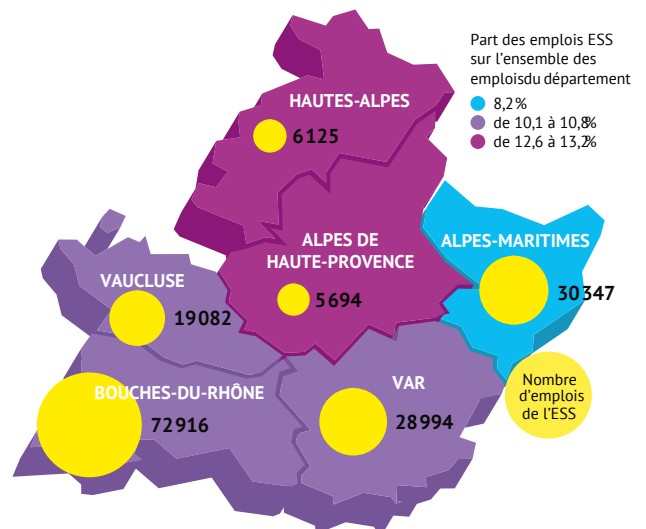 Part des emplois ESS
sur l'ensemble des
emploisdu département
8,2%
de 10,1 à 10,8%
de 12,6 à 13,2%
HAUTES-ALPES
6125
ALPES DE
HAUTE-PROVENCE
5694
ALPES-MARITIMES
30347
VAUCLUSE
19082
BOUCHES-DU-RHÔNE
72916
VAR
28994
Nombre
d'emplois
de l'ESS